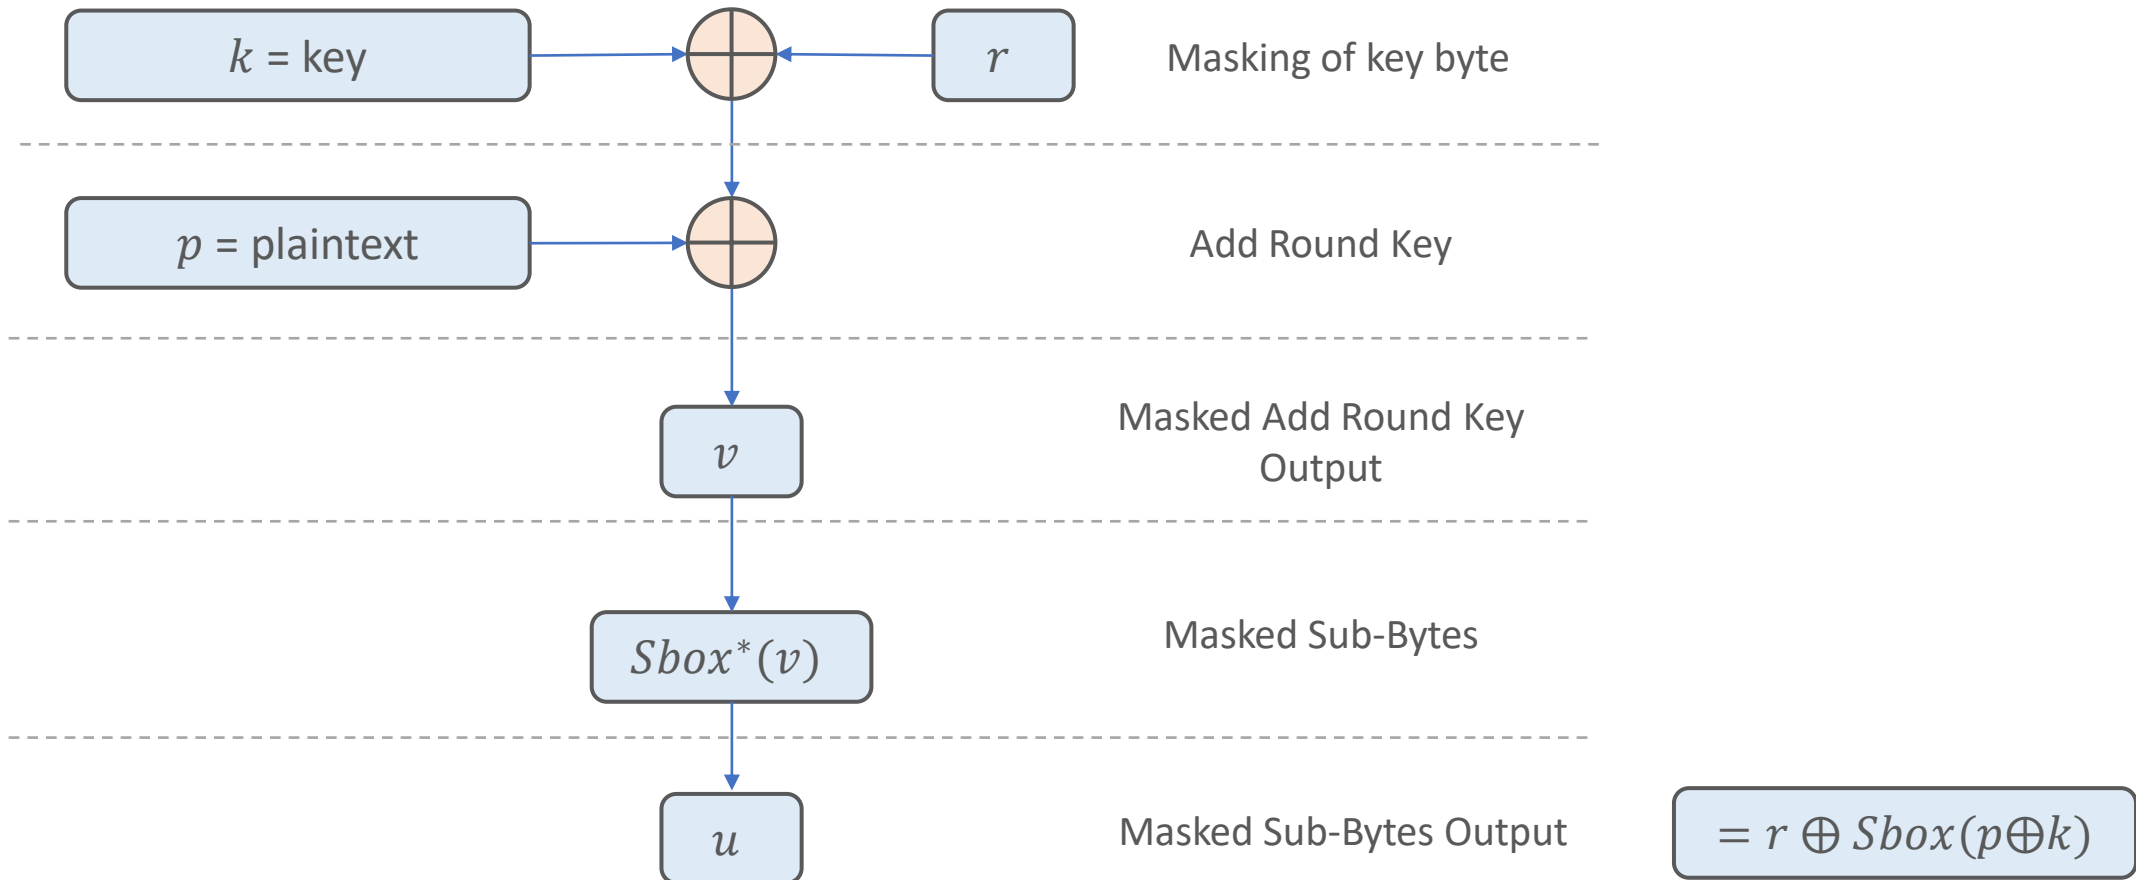 k = key
r
Masking of key byte
p = plaintext
Add Round Key
v
Masked Add Round Key
Output
Sbox*(v)
Masked Sub-Bytes
u
Masked Sub-Bytes Output
= r ⊕ Sbox(p⊕k)